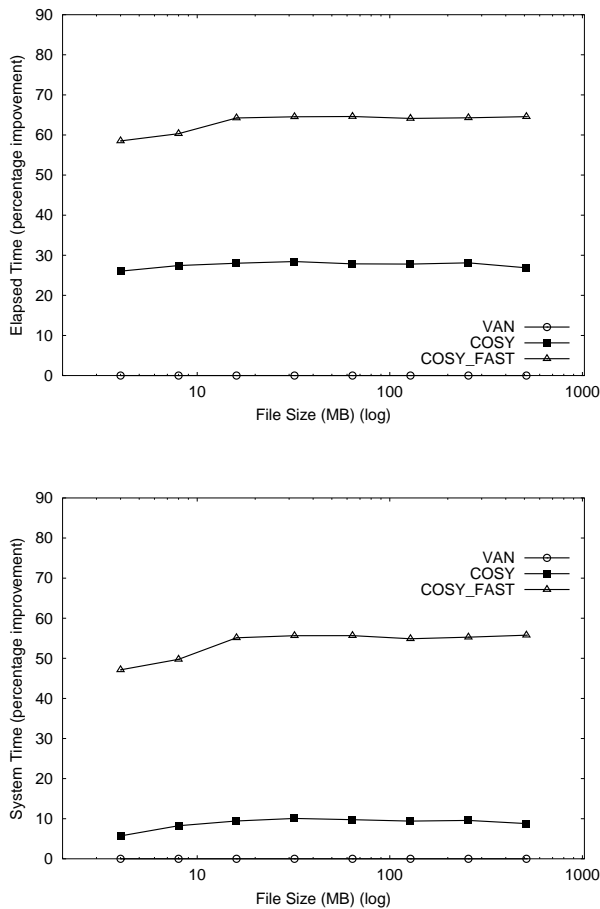 90
80
70
60
50
40
30
20
10
0
Elapsed Time (percentage impovement)
VAN
COSY
COSY_FAST
10
100
1000
File Size (MB) (log)
90
80
70
60
50
40
30
20
10
0
System Time (percentage improvement)
VAN
COSY
COSY_FAST
10
100
1000
File Size (MB) (log)